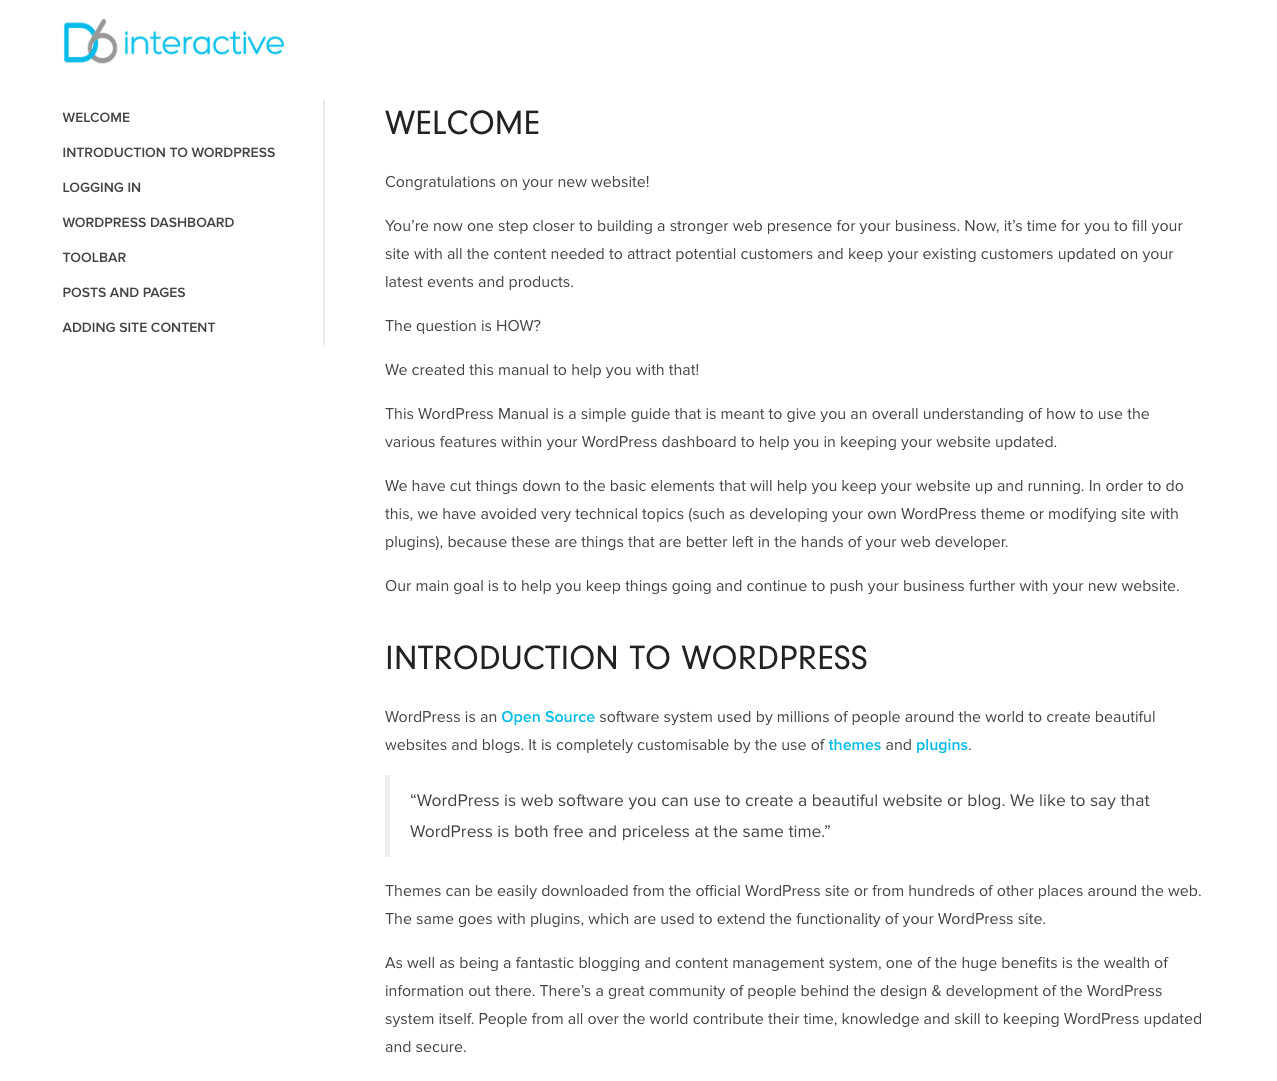 D6 interactive
WELCOME
INTRODUCTION TO WORDPRESS
LOGGING IN
WORDPRESS DASHBOARD
TOOLBAR
POSTS AND PAGES
ADDING SITE CONTENT
WELCOME
Congratulations on your new website!
You’re now one step closer to building a stronger web presence for your business. Now, it’s time for you to fill your
site with all the content needed to attract potential customers and keep your existing customers updated on your
latest events and products.
The question is HOW?
We created this manual to help you with that!
This WordPress Manual is a simple guide that is meant to give you an overall understanding of how to use the
various features within your WordPress dashboard to help you in keeping your website updated.
We have cut things down to the basic elements that will help you keep your website up and running. In order to do
this, we have avoided very technical topics (such as developing your own WordPress theme or modifying site with
plugins), because these are things that are better left in the hands of your web developer.
Our main goal is to help you keep things going and continue to push your business further with your new website.
INTRODUCTION TO WORDPRESS
WordPress is an Open Source software system used by millions of people around the world to create beautiful
websites and blogs. It is completely customisable by the use of themes and plugins.
“WordPress is web software you can use to create a beautiful website or blog. We like to say that
WordPress is both free and priceless at the same time.”
Themes can be easily downloaded from the official WordPress site or from hundreds of other places around the web.
The same goes with plugins, which are used to extend the functionality of your WordPress site.
As well as being a fantastic blogging and content management system, one of the huge benefits is the wealth of
information out there. There’s a great community of people behind the design & development of the WordPress
system itself. People from all over the world contribute their time, knowledge and skill to keeping WordPress updated
and secure.